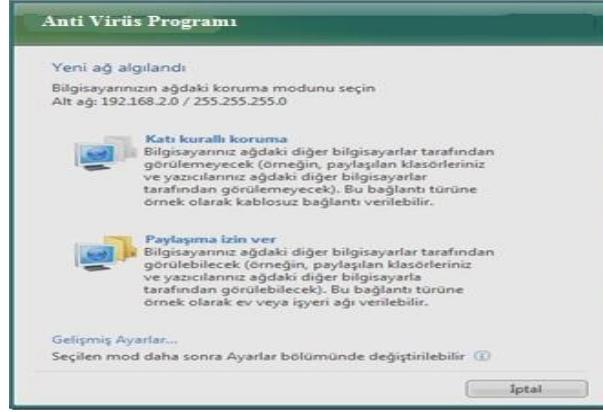 Anti Virüs Programı
Yeni ağ algılandı
Bilgisayarınızın ağdaki koruma modunu seçin
Alt ağ: 192.168.2.0 / 255.255.255.0
Katı kurallı koruma
Bilgisayarınız ağdaki diğer bilgisayarlar tarafından
görülemeyecek (örneğin, paylaşılan klasörleriniz
ve yazıcılarınız ağdaki diğer bilgisayarlar
tarafından görülemeyecek). Bu bağlantı türüne
örnek olarak kablosuz bağlantı verilebilir.
Paylaşıma izin ver
Bilgisayarınız ağdaki diğer bilgisayarlar tarafından
görülebilecek (örneğin, paylaşılan klasörleriniz
ve yazıcılarınız ağdaki diğer bilgisayarla
tarafından görülebilecek). Bu bağlantı türüne
örnek olarak ev veya işyeri ağı verilebilir.
Gelişmiş Ayarlar...
Seçilen mod daha sonra Ayarlar bölümünde değiştirilebilir
İptal